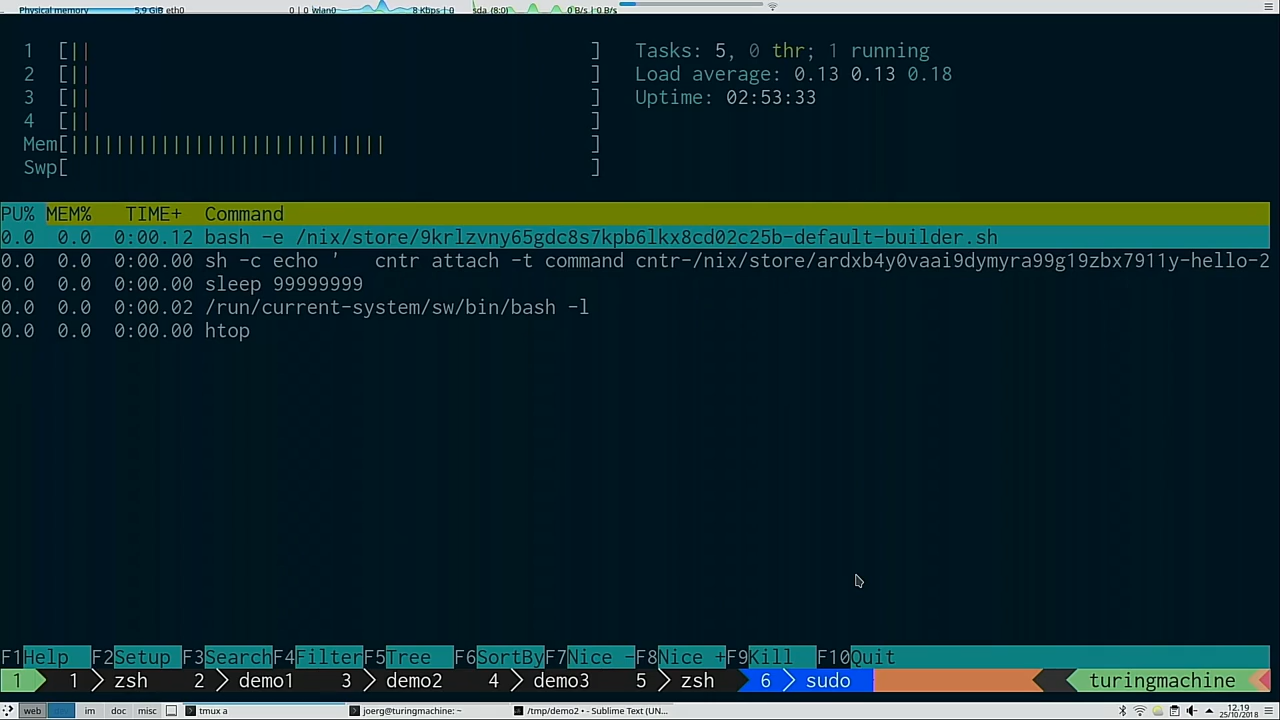 Physical memory 5,9 GiB eth0 0 | 0 wlan0 8 Kbps | 0 sda (8:0) 0 B/s | 0 B/s
1 [|| ] Tasks: 5, 0 thr; 1 running
2 [|| ] Load average: 0.13 0.13 0.18
3 [|| ] Uptime: 02:53:33
4 [|| ]
Mem[||||||||||||||||||||||||||||] 
Swp[ ]
PU% MEM% TIME+ Command
0.0 0.0 0:00.12 bash -e /nix/store/9krlzvny65gdc8s7kpb6lkx8cd02c25b-default-builder.sh
0.0 0.0 0:00.00 sh -c echo ' cntr attach -t command cntr-/nix/store/ardxb4y0vaai9dymyra99g19zbx7911y-hello-2
0.0 0.0 0:00.00 sleep 99999999
0.0 0.0 0:00.02 /run/current-system/sw/bin/bash -l
0.0 0.0 0:00.00 htop
F1Help F2Setup F3SearchF4FilterF5Tree F6SortByF7Nice -F8Nice +F9Kill F10Quit
1 1 zsh 2 demo1 3 demo2 4 demo3 5 zsh 6 sudo turingmachine
web im doc misc tmux a joerg@turingmachine: ~ /tmp/demo2 • - Sublime Text (UN... 12.19
25/10/2018